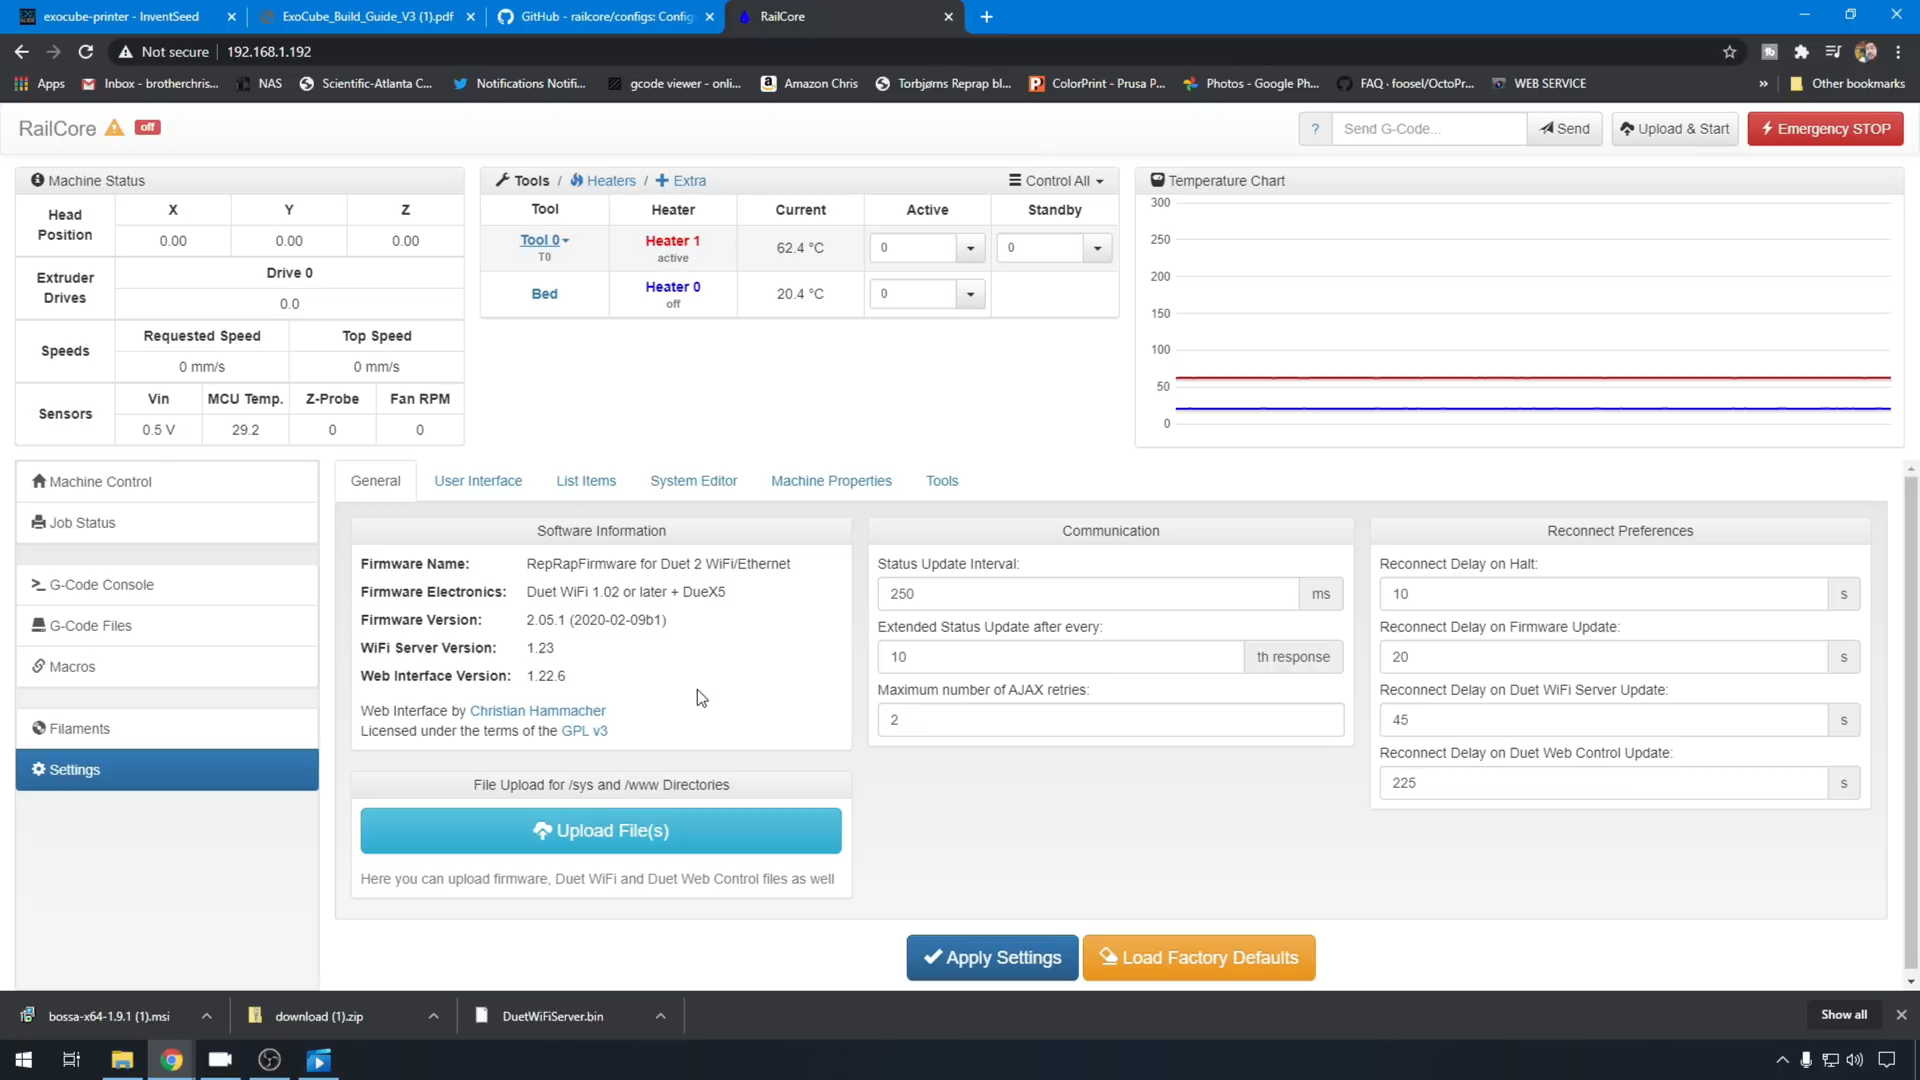 exocube-printer - InventSeed
ExoCube_Build_Guide_V3 (1).pdf
GitHub - railcore/configs: Config
RailCore
Not secure
192.168.1.192
Apps
Inbox - brotherchris...
NAS
Scientific-Atlanta C...
Notifications Notifi...
gcode viewer - onli...
Amazon Chris
Torbjørns Reprap bl...
ColorPrint - Prusa P...
Photos - Google Ph...
FAQ · foosel/OctoPr...
WEB SERVICE
»
Other bookmarks
RailCore
off
?
Send G-Code...
Send
Upload & Start
Emergency STOP
Machine Status
Head Position
X
Y
Z
0.00
0.00
0.00
Extruder Drives
Drive 0
0.0
Speeds
Requested Speed
Top Speed
0 mm/s
0 mm/s
Sensors
Vin
MCU Temp.
Z-Probe
Fan RPM
0.5 V
29.2
0
0
Tools / Heaters / Extra
Control All
Tool
Heater
Current
Active
Standby
Tool 0
T0
Heater 1
active
62.4 °C
0
0
Bed
Heater 0
off
20.4 °C
0
Temperature Chart
300
250
200
150
100
50
0
Machine Control
Job Status
G-Code Console
G-Code Files
Macros
Filaments
Settings
General
User Interface
List Items
System Editor
Machine Properties
Tools
Software Information
Firmware Name: RepRapFirmware for Duet 2 WiFi/Ethernet
Firmware Electronics: Duet WiFi 1.02 or later + DueX5
Firmware Version: 2.05.1 (2020-02-09b1)
WiFi Server Version: 1.23
Web Interface Version: 1.22.6
Web Interface by Christian Hammacher
Licensed under the terms of the GPL v3
File Upload for /sys and /www Directories
Upload File(s)
Here you can upload firmware, Duet WiFi and Duet Web Control files as well
Communication
Status Update Interval:
250 ms
Extended Status Update after every:
10 th response
Maximum number of AJAX retries:
2
Reconnect Preferences
Reconnect Delay on Halt:
10 s
Reconnect Delay on Firmware Update:
20 s
Reconnect Delay on Duet WiFi Server Update:
45 s
Reconnect Delay on Duet Web Control Update:
225 s
Apply Settings
Load Factory Defaults
bossa-x64-1.9.1 (1).msi
download (1).zip
DuetWiFiServer.bin
Show all